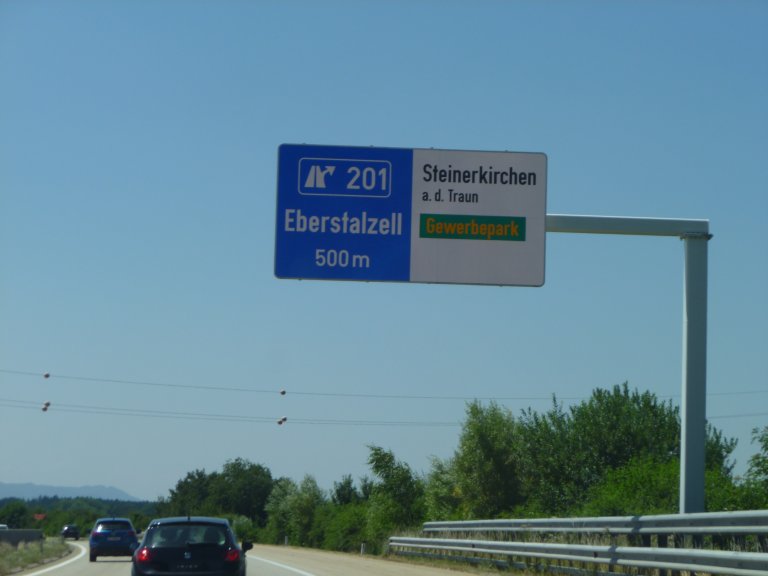 201
Eberstalzell
500 m
Steinerkirchen
a. d. Traun
Gewerbepark